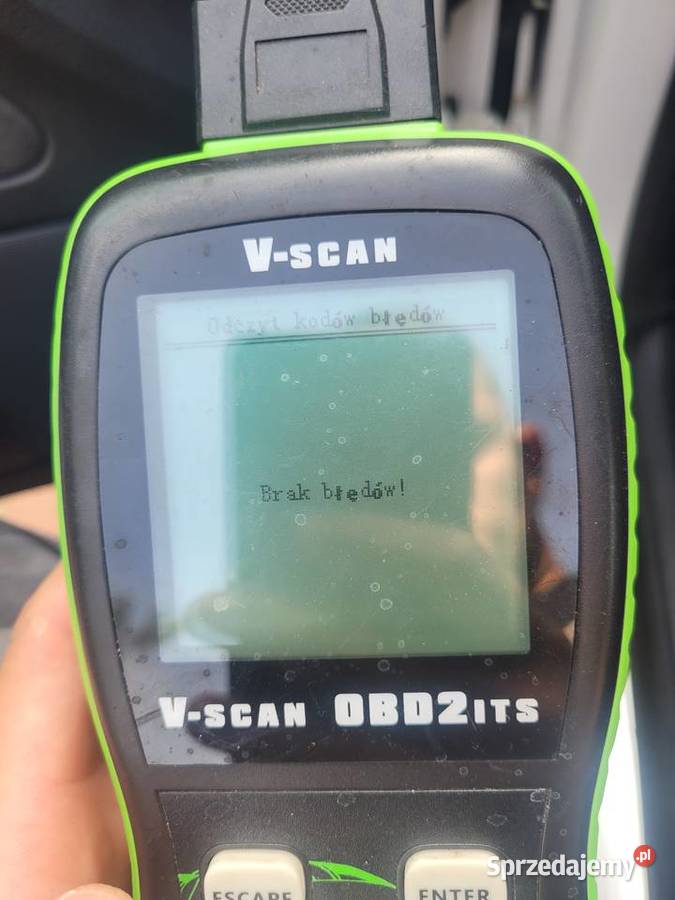 V-SCAN
Odczyt kodów błędów
Brak błędów!
V-SCAN OBD2ITS
ESCAPE
ENTER
Sprzedajemy.pl